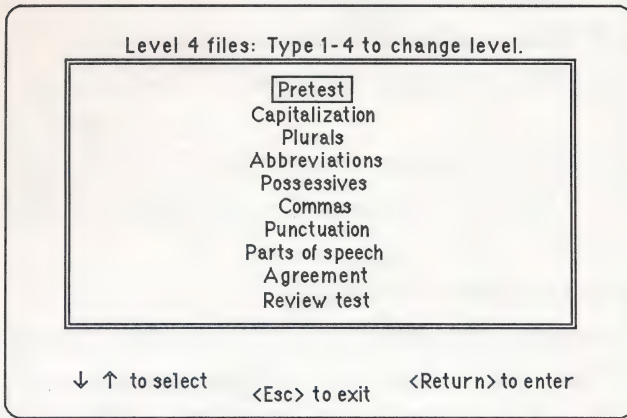 Level 4 files: Type 1-4 to change level.
Pretest
Capitalization
Plurals
Abbreviations
Possessives
Commas
Punctuation
Parts of speech
Agreement
Review test
↓ ↑ to select <Esc> to exit <Return> to enter